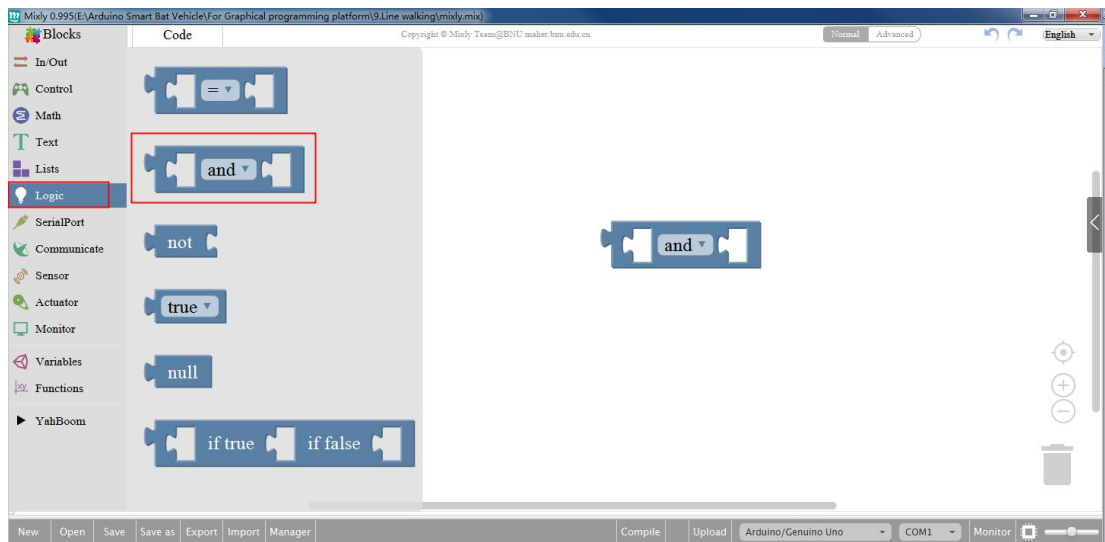 Mixly 0.995(E:\Arduino Smart Bat Vehicle\For Graphical programming platform\9.Line walking\mixly.mix)
Blocks
Code
Copyright © Mixly Team@BNU maker.bnu.edu.cn
Normal
Advanced
English
In/Out
Control
Math
Text
Lists
Logic
SerialPort
Communicate
Sensor
Actuator
Monitor
Variables
xy
Functions
YahBoom
=
and
not
true
null
if true if false
and
New Open Save Save as Export Import Manager Compile Upload Arduino/Genuino Uno COM1 Monitor